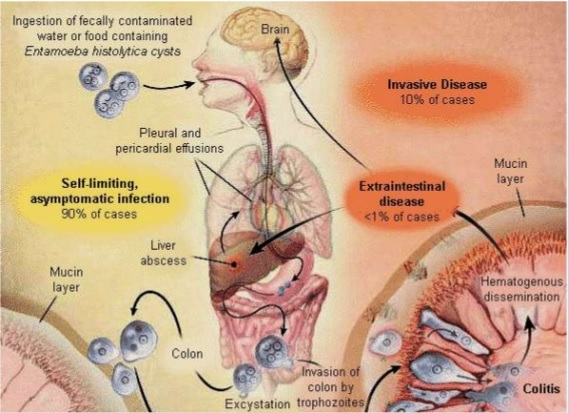 Ingestion of fecally contaminated
water or food containing
Entamoeba histolytica cysts
Brain
Invasive Disease
10% of cases
Pleural and
pericardial effusions
Mucin
layer
Self-limiting,
asymptomatic infection
90% of cases
Extraintestinal
disease
<1% of cases
Liver
abscess
Mucin
layer
Hematogenous
dissemination
Colon
Invasion of
colon by
trophozoites
Excystation
Colitis